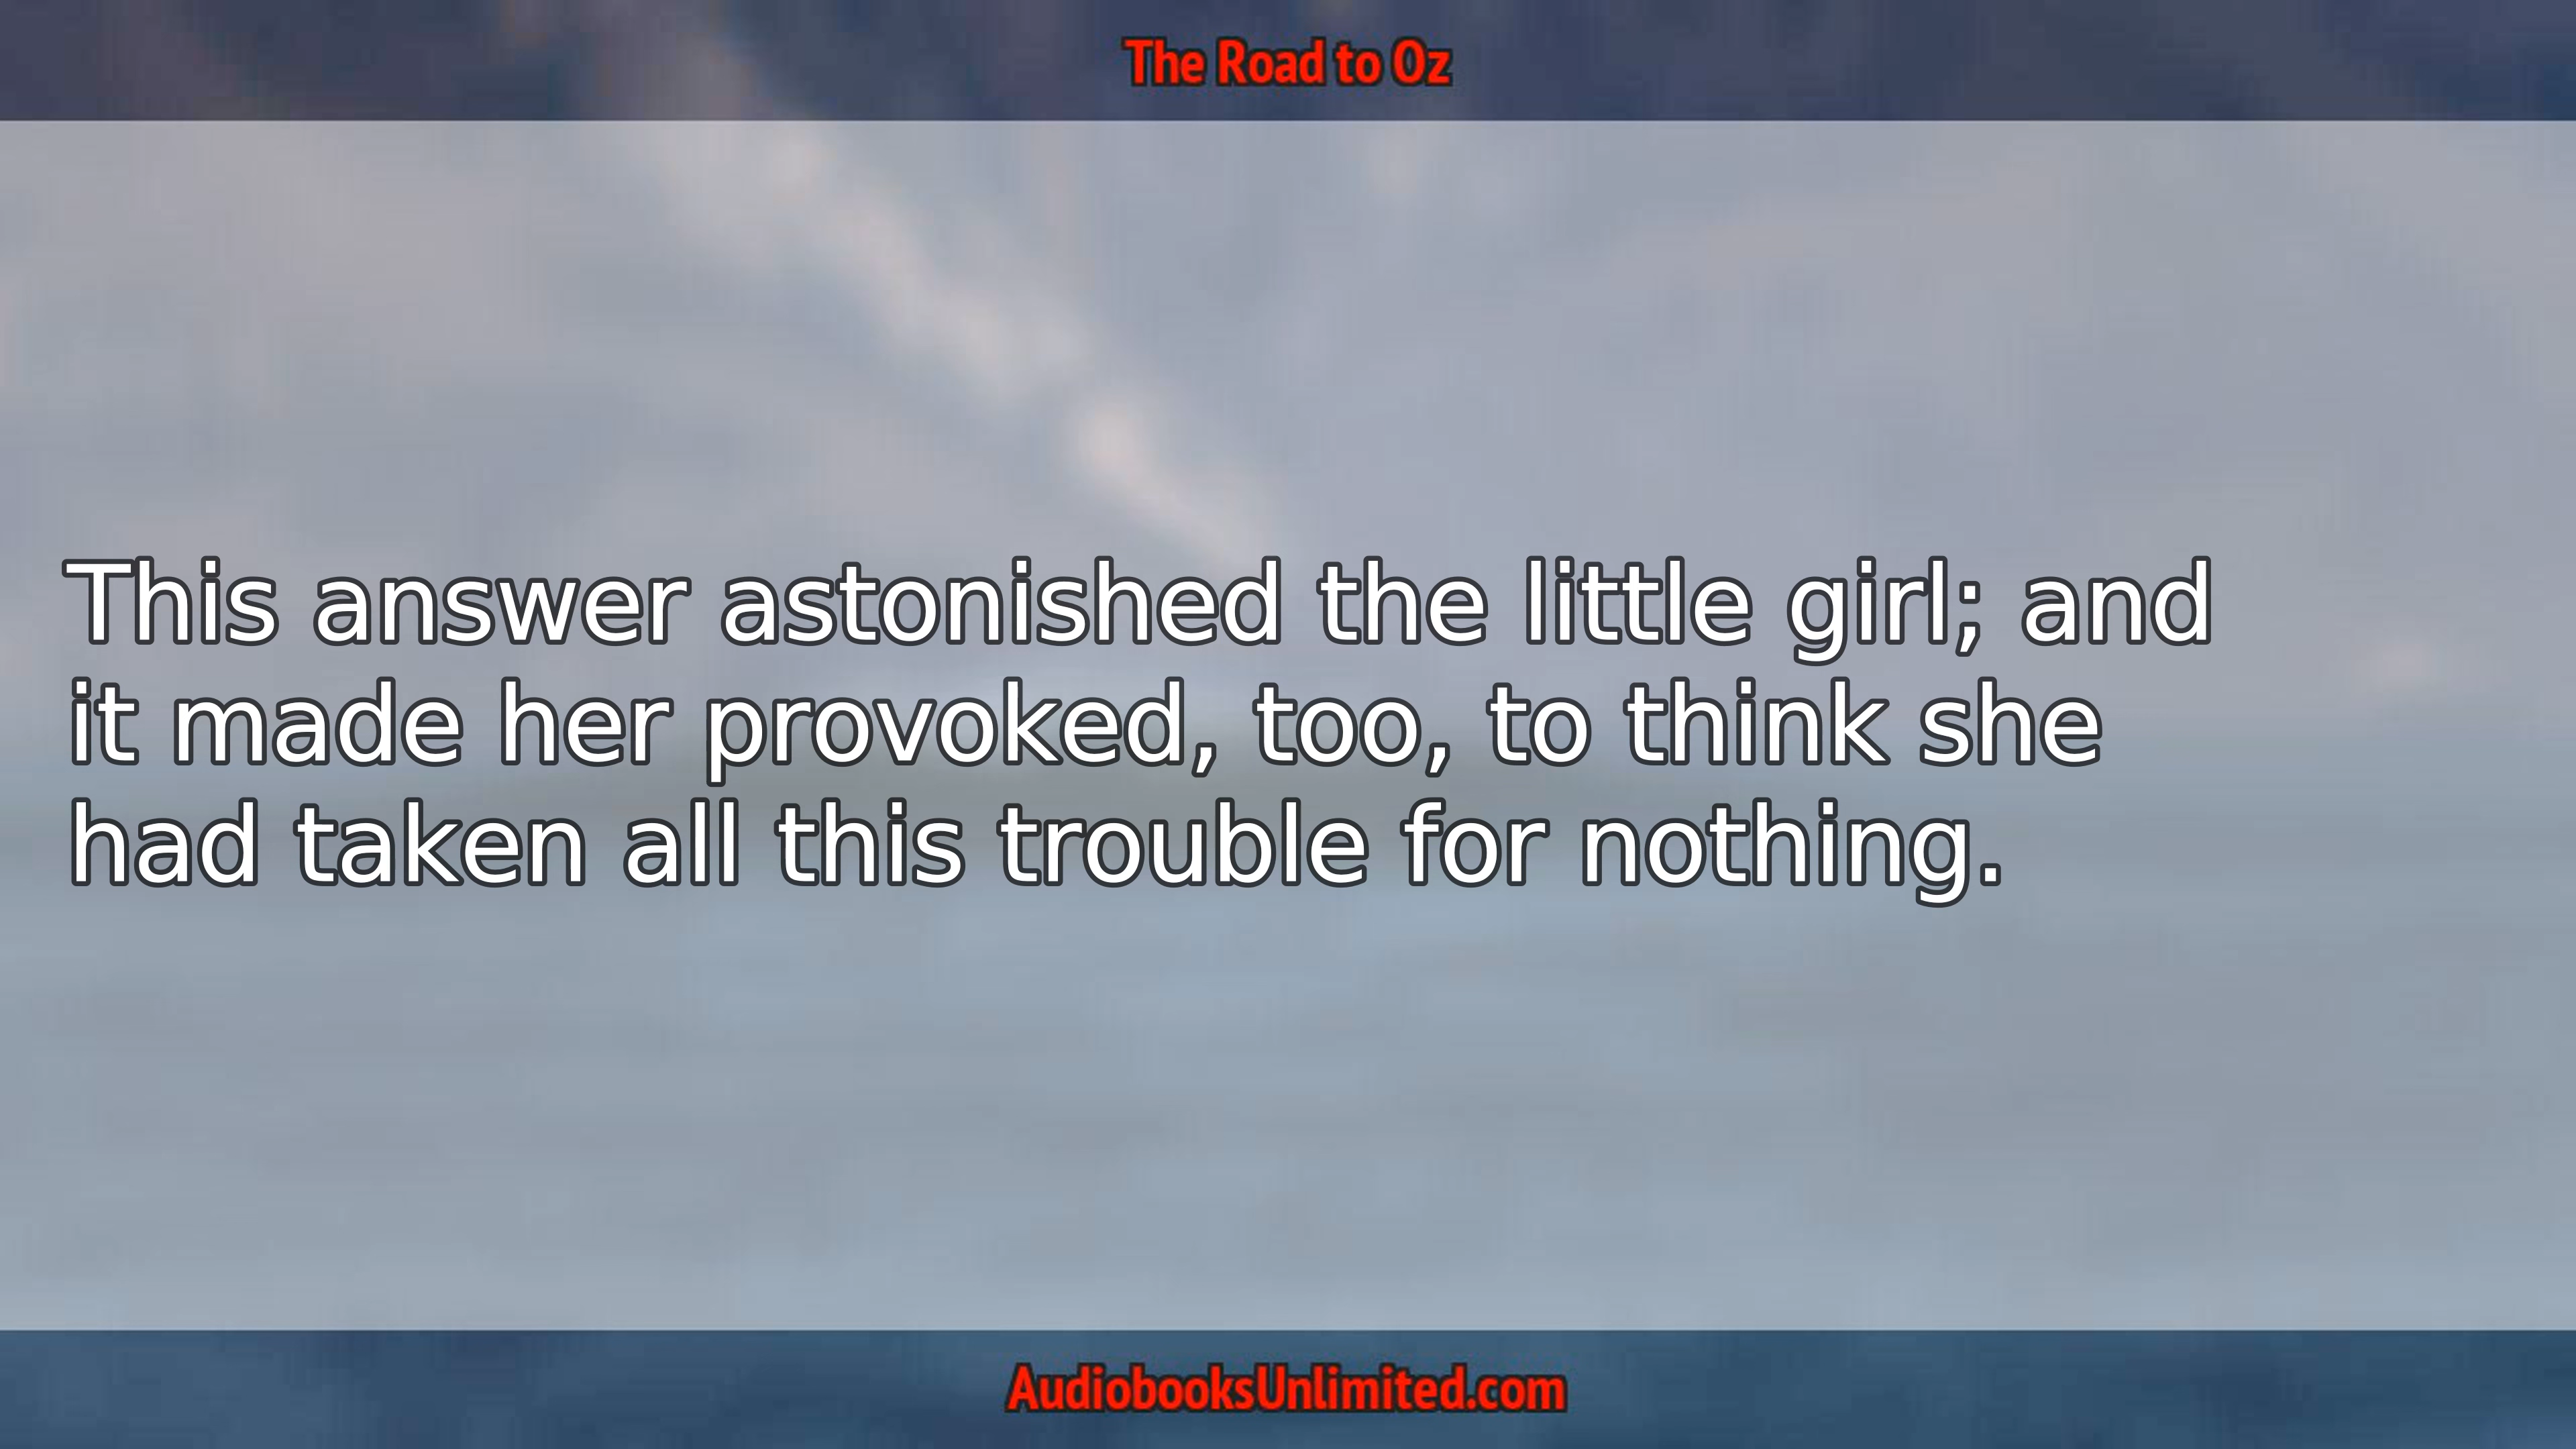 The Road to Oz
This answer astonished the little girl; and
it made her provoked, too, to think she
had taken all this trouble for nothing.
AudiobooksUnlimited.com